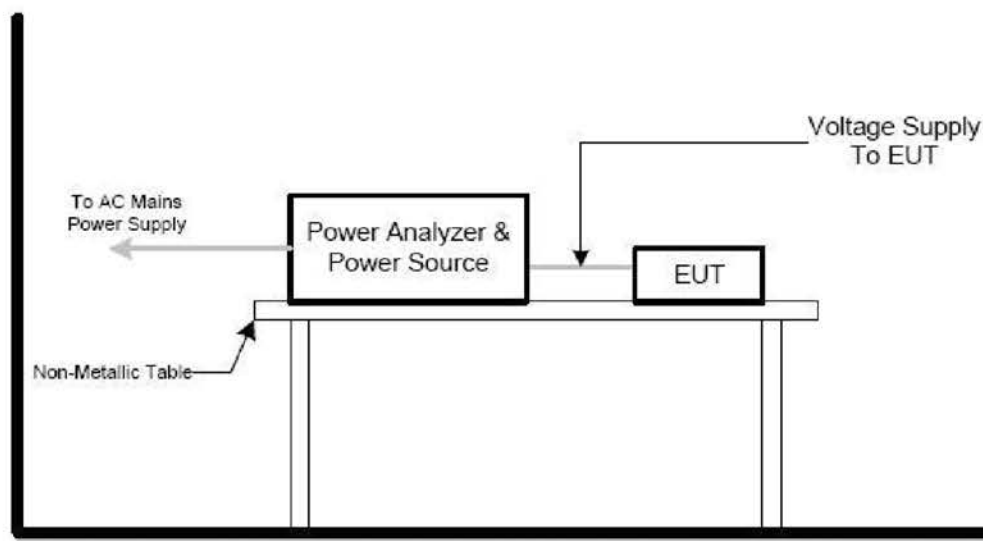 Voltage Supply
To EUT
To AC Mains
Power Supply
Power Analyzer &
Power Source
EUT
Non-Metallic Table